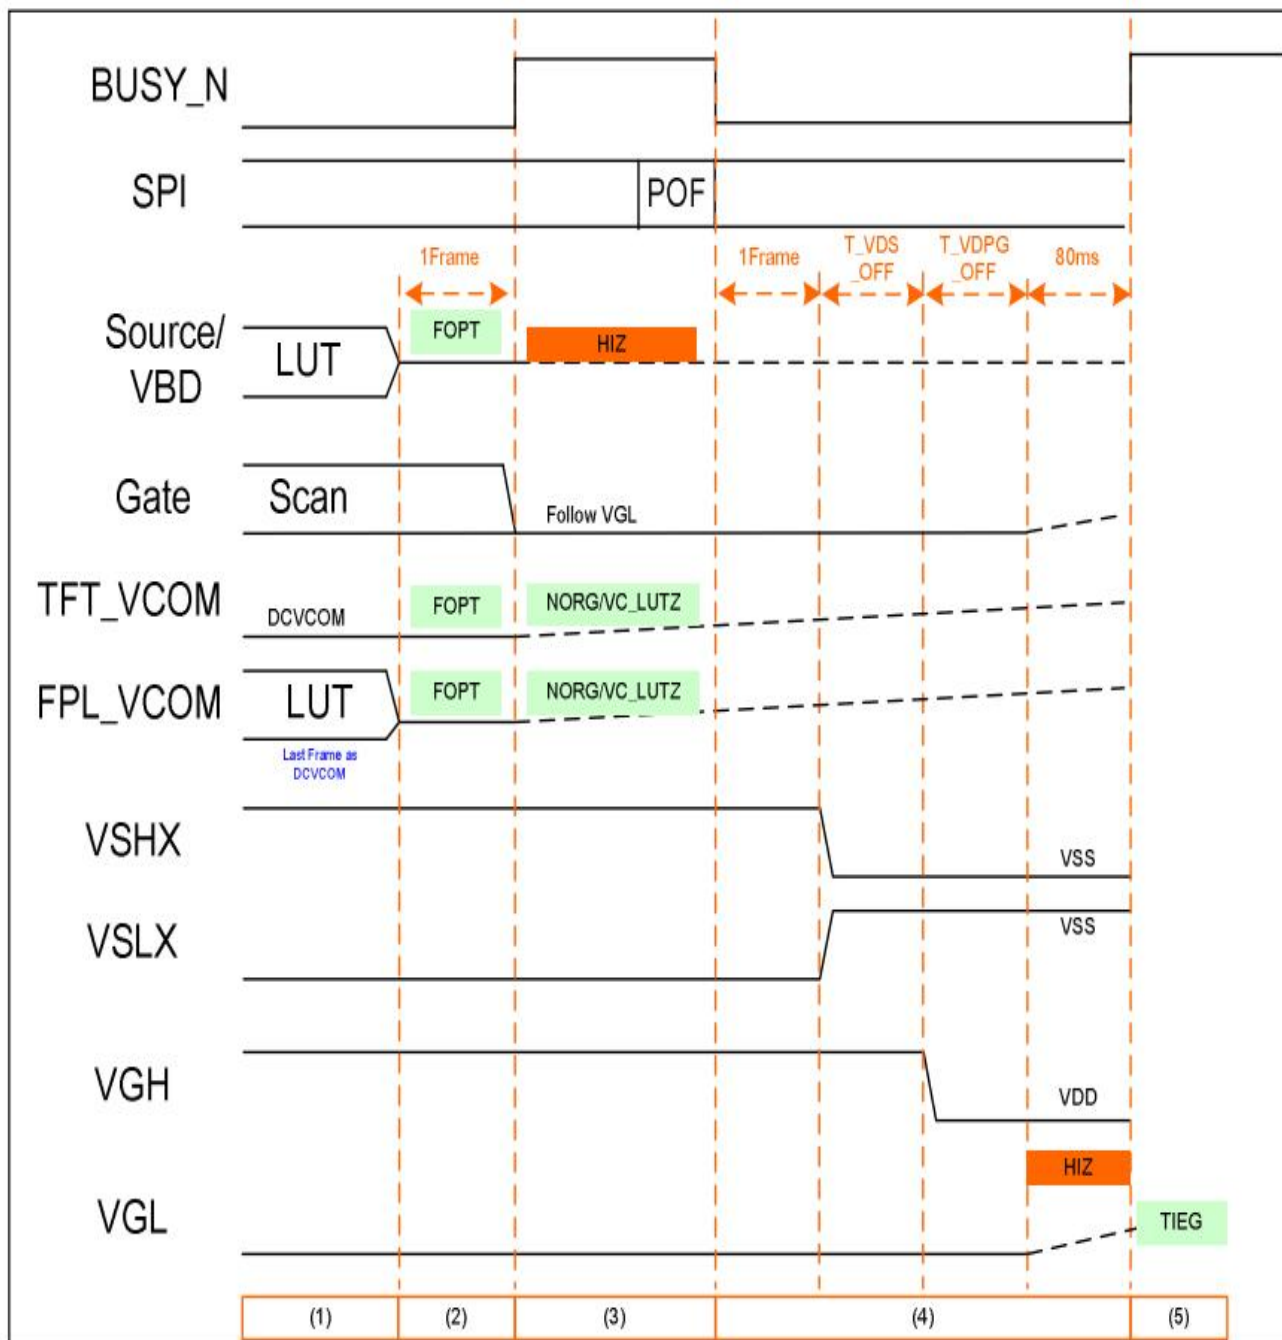 BUSY_N
SPI
POF
1Frame
1Frame
T_VDS
_OFF
T_VDPG
_OFF
80ms
Source/
VBD
LUT
FOPT
HIZ
Gate
Scan
Follow VGL
TFT_VCOM
DCVCOM
FOPT
NORG/VC_LUTZ
FPL_VCOM
LUT
FOPT
NORG/VC_LUTZ
Last Frame as
DCVCOM
VSHX
VSS
VSLX
VSS
VGH
VDD
HIZ
VGL
TIEG
(1)
(2)
(3)
(4)
(5)